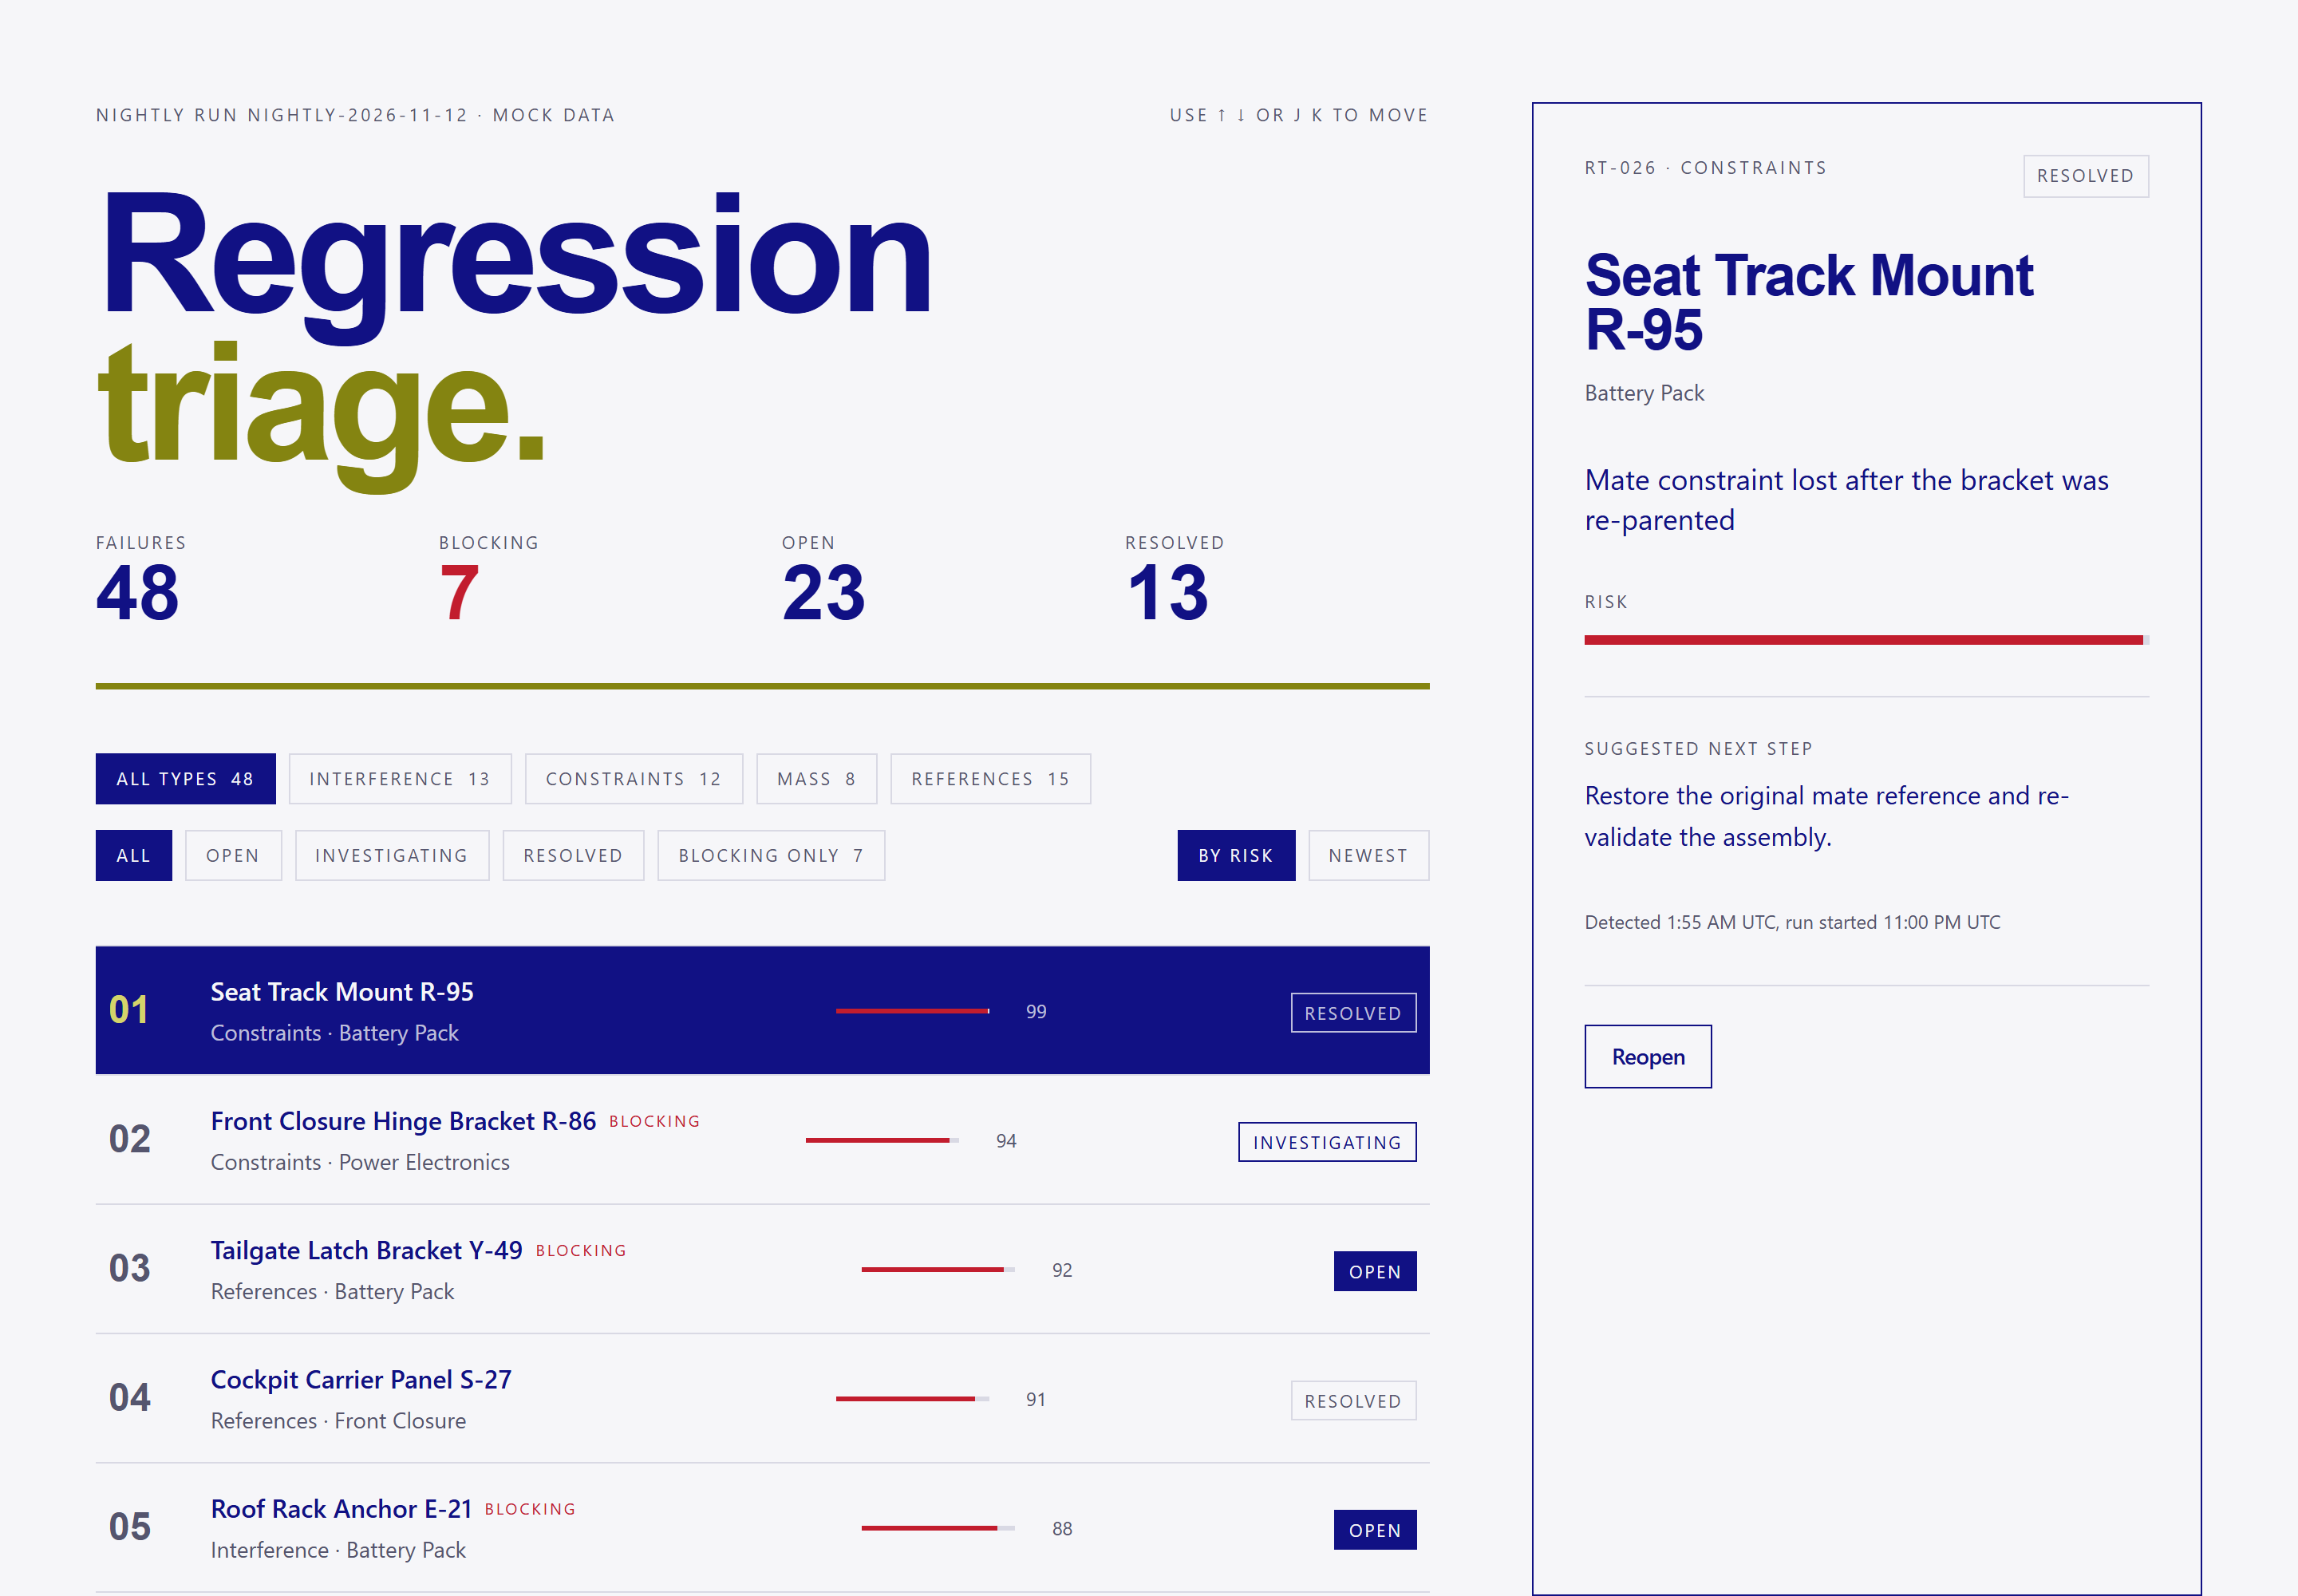 NIGHTLY RUN NIGHTLY-2026-11-12 · MOCK DATA
USE ↑ ↓ OR J K TO MOVE
Regression
triage.
FAILURES
48
BLOCKING
7
OPEN
23
RESOLVED
13
ALL TYPES 48
INTERFERENCE 13
CONSTRAINTS 12
MASS 8
REFERENCES 15
ALL
OPEN
INVESTIGATING
RESOLVED
BLOCKING ONLY 7
BY RISK
NEWEST
01
Seat Track Mount R-95
Constraints · Battery Pack
99
RESOLVED
02
Front Closure Hinge Bracket R-86 BLOCKING
Constraints · Power Electronics
94
INVESTIGATING
03
Tailgate Latch Bracket Y-49 BLOCKING
References · Battery Pack
92
OPEN
04
Cockpit Carrier Panel S-27
References · Front Closure
91
RESOLVED
05
Roof Rack Anchor E-21 BLOCKING
Interference · Battery Pack
88
OPEN
RT-026 · CONSTRAINTS
RESOLVED
Seat Track Mount
R-95
Battery Pack
Mate constraint lost after the bracket was
re-parented
RISK
SUGGESTED NEXT STEP
Restore the original mate reference and re-
validate the assembly.
Detected 1:55 AM UTC, run started 11:00 PM UTC
Reopen